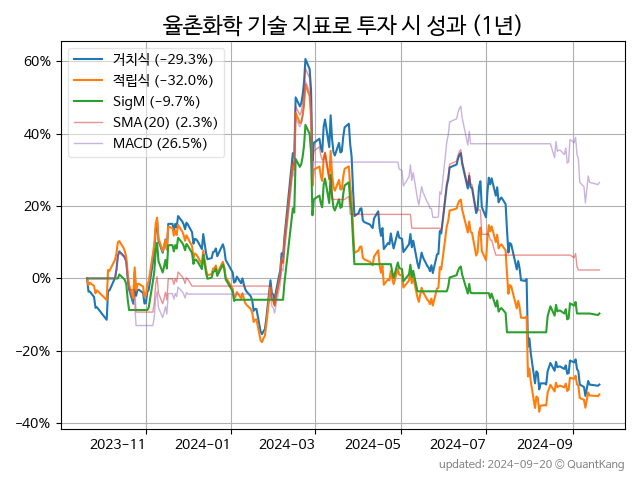 율촌화학 기술 지표로 투자 시 성과 (1년)
거치식 (-29.3%)
적립식 (-32.0%)
SigM (-9.7%)
SMA(20) (2.3%)
MACD (26.5%)
60%
40%
20%
0%
-20%
-40%
2023-11
2024-01
2024-03
2024-05
2024-07
2024-09
updated: 2024-09-20 @ QuantKang